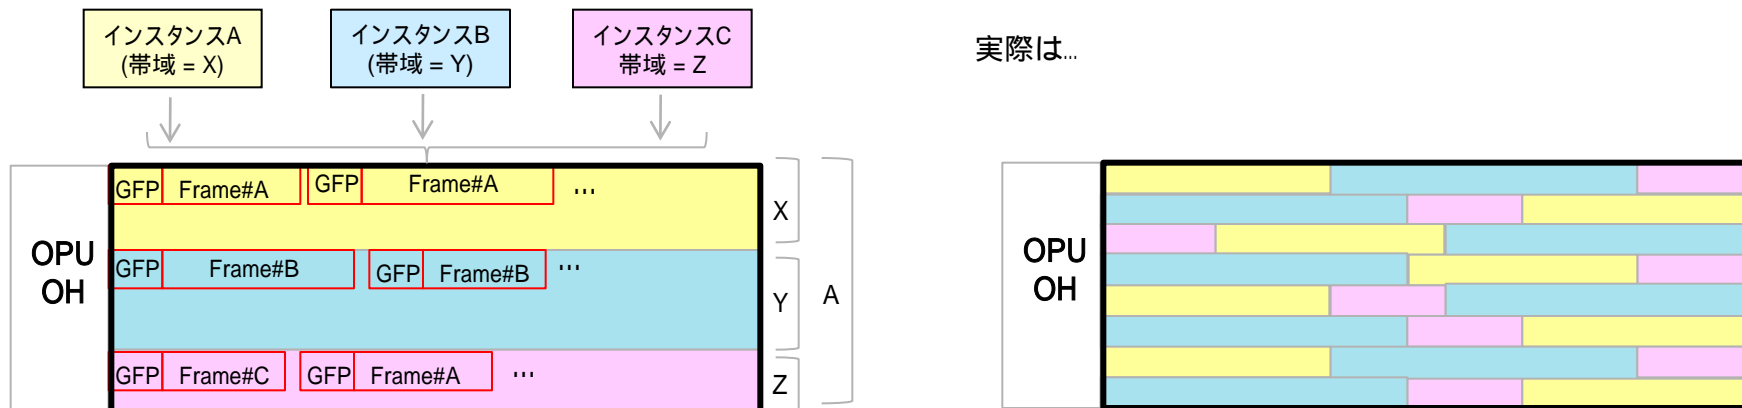 インスタンスA
(帯域 = X)
インスタンスB
(帯域 = Y)
インスタンスC
帯域 = Z
実際は...
OPU
OH
GFP Frame#A GFP Frame#A ...
X
GFP Frame#B GFP Frame#B ...
Y
A
GFP Frame#C GFP Frame#A ...
Z
OPU
OH